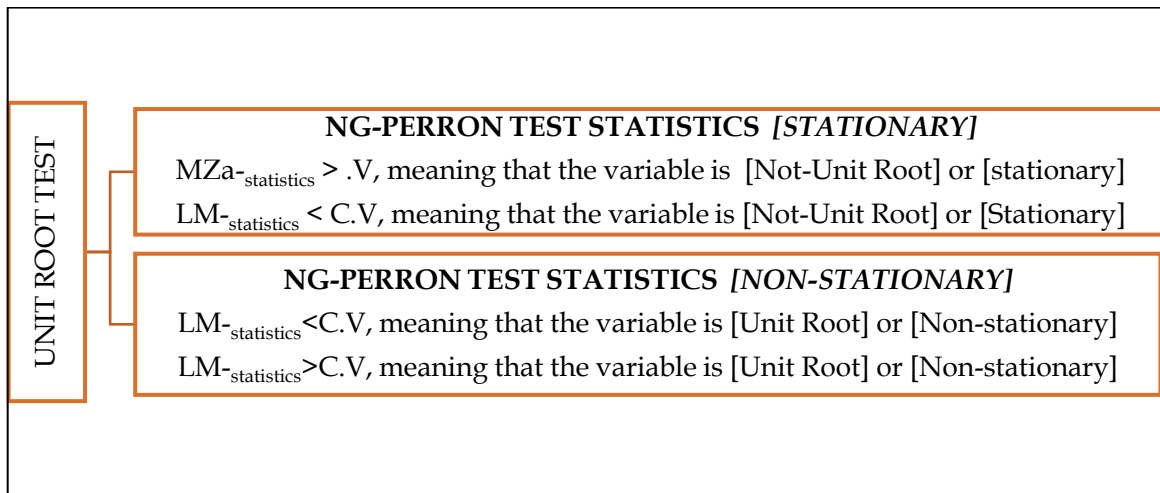 UNIT ROOT TEST
NG-PERRON TEST STATISTICS [STATIONARY]
MZa-statistics > .V, meaning that the variable is [Not-Unit Root] or [stationary]
LM-statistics < C.V, meaning that the variable is [Not-Unit Root] or [Stationary]
NG-PERRON TEST STATISTICS [NON-STATIONARY]
LM-statistics<C.V, meaning that the variable is [Unit Root] or [Non-stationary]
LM-statistics>C.V, meaning that the variable is [Unit Root] or [Non-stationary]